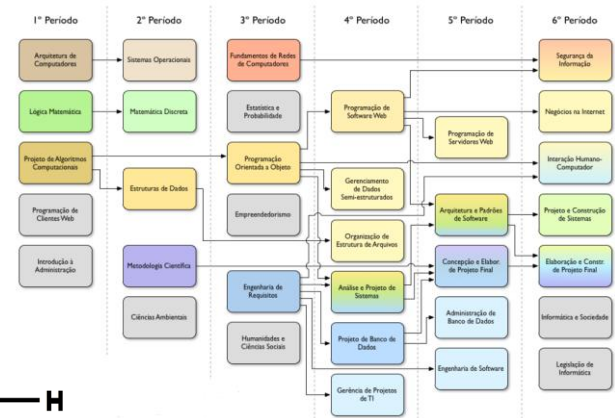 1º Período
2º Período
3º Período
4º Período
5º Período
6º Período
Arquitetura de
Computadores
Sistemas Operacionais
Fundamentos de Redes
de Computadores
Segurança da
Informação
Lógica Matemática
Matemática Discreta
Estatística e
Probabilidade
Programação de
Software Web
Negócios na Internet
Programação de
Servidores Web
Projeto de Algoritmos
Computacionais
Programação
Orientada a Objeto
Interação Humano-
Computador
Estruturas de Dados
Gerenciamento
de Dados
Semi-estruturados
Programação de
Clientes Web
Empreendedorismo
Arquitetura e Padrões
de Software
Projeto e Construção
de Sistemas
Organização de
Estrutura de Arquivos
Introdução à
Administração
Metodologia Científica
Concepção e Elabor.
de Projeto Final
Elaboração e Constr.
de Projeto Final
Engenharia de
Requisitos
Análise e Projeto de
Sistemas
Ciências Ambientais
Administração de
Banco de Dados
Informática e Sociedade
Humanidades e
Ciências Sociais
Projeto de Banco de
Dados
Engenharia de Software
Legislação de
Informática
Gerência de Projetos
de TI
H